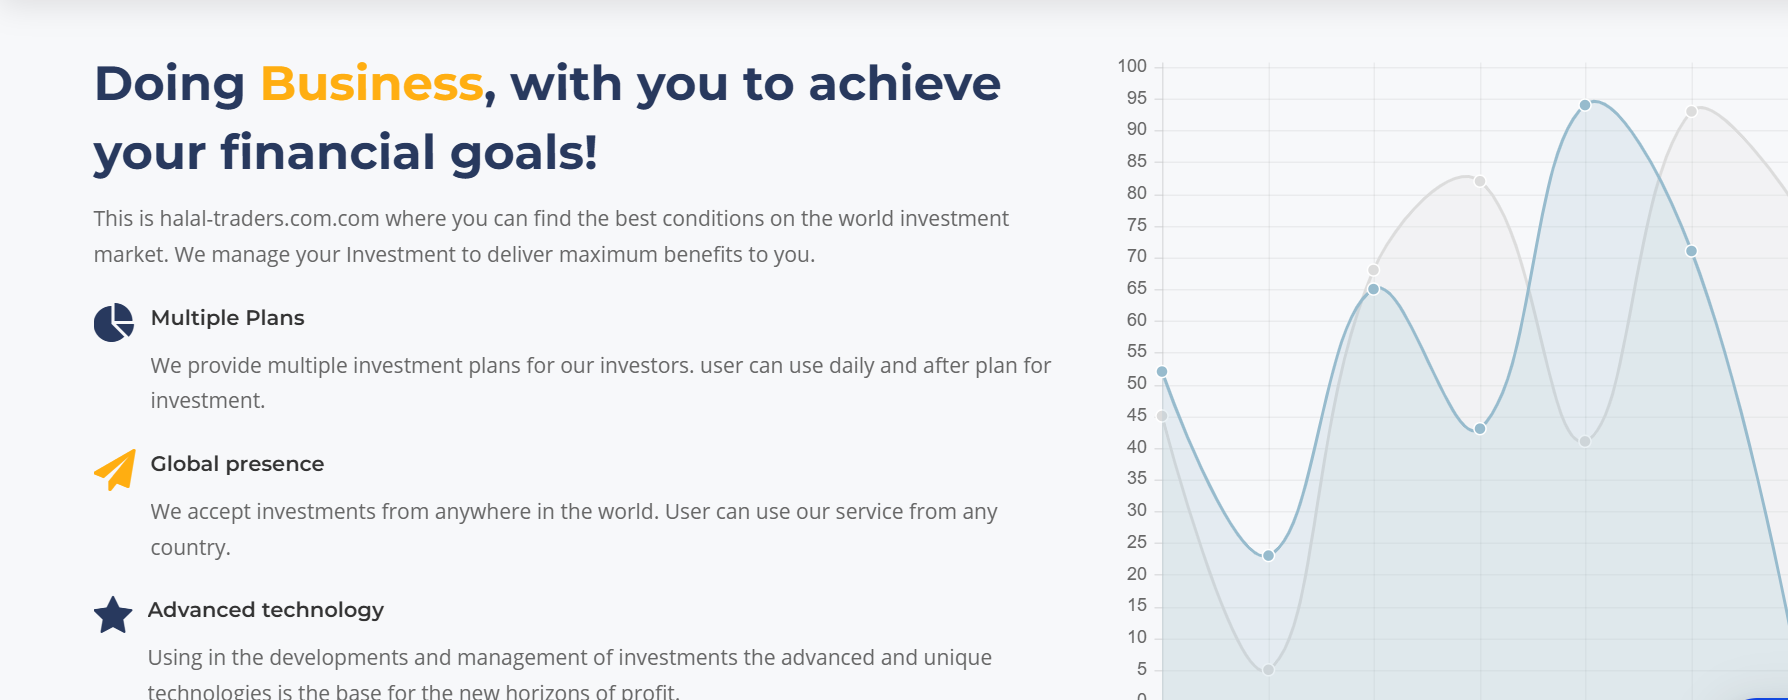 Doing Business, with you to achieve
your financial goals!
This is halal-traders.com.com where you can find the best conditions on the world investment
market. We manage your Investment to deliver maximum benefits to you.
Multiple Plans
We provide multiple investment plans for our investors. user can use daily and after plan for
investment.
Global presence
We accept investments from anywhere in the world. User can use our service from any
country.
Advanced technology
Using in the developments and management of investments the advanced and unique
technologies is the base for the new horizons of profit.
100
95
90
85
80
75
70
65
60
55
50
45
40
35
30
25
20
15
10
5
0